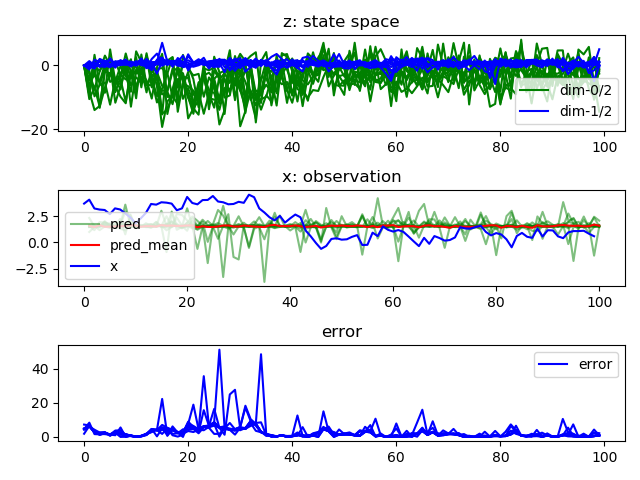 z: state space
0
−20
dim-0/2
dim-1/2
0 20 40 60 80 100
x: observation
2.5
0.0
−2.5
pred
pred_mean
x
0 20 40 60 80 100
error
40
20
0
error
0 20 40 60 80 100